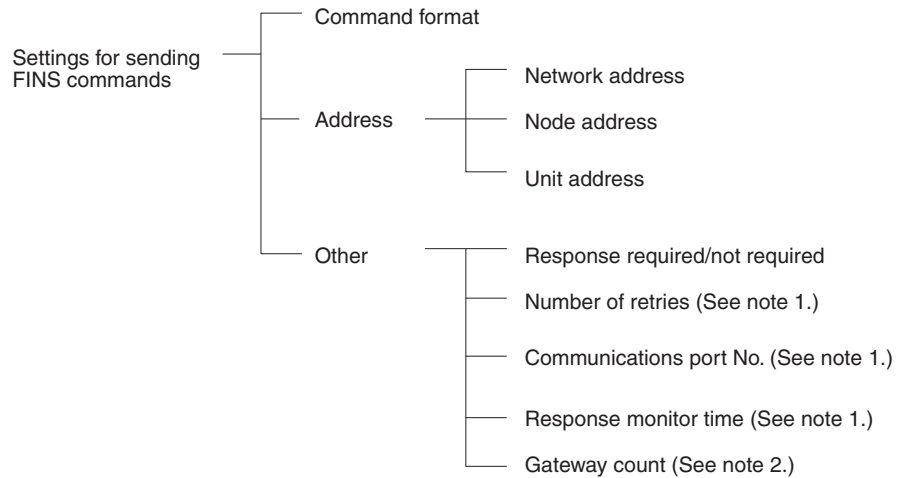 Settings for sending
FINS commands
Command format
Address
Network address
Node address
Unit address
Other
Response required/not required
Number of retries (See note 1.)
Communications port No. (See note 1.)
Response monitor time (See note 1.)
Gateway count (See note 2.)